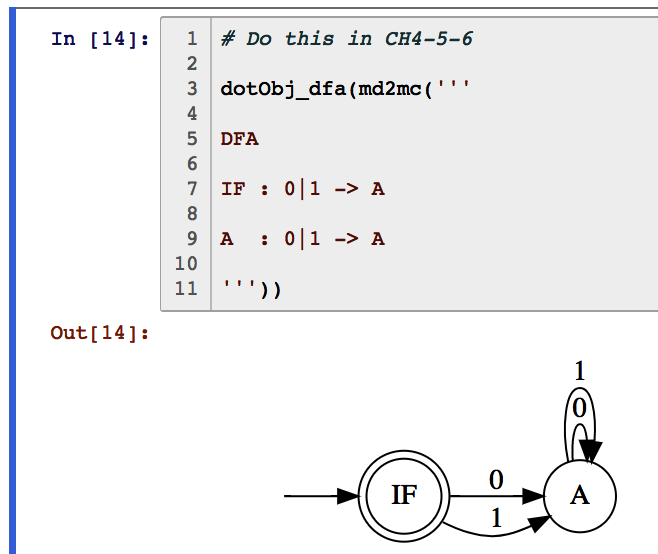 In [14]:
1 # Do this in CH4-5-6
2
3 dotObj_dfa(md2mc('''
4
5 DFA
6
7 IF : 0|1 -> A
8
9 A  : 0|1 -> A
10
11 '''))
Out[14]:
1
0
IF
0
A
1